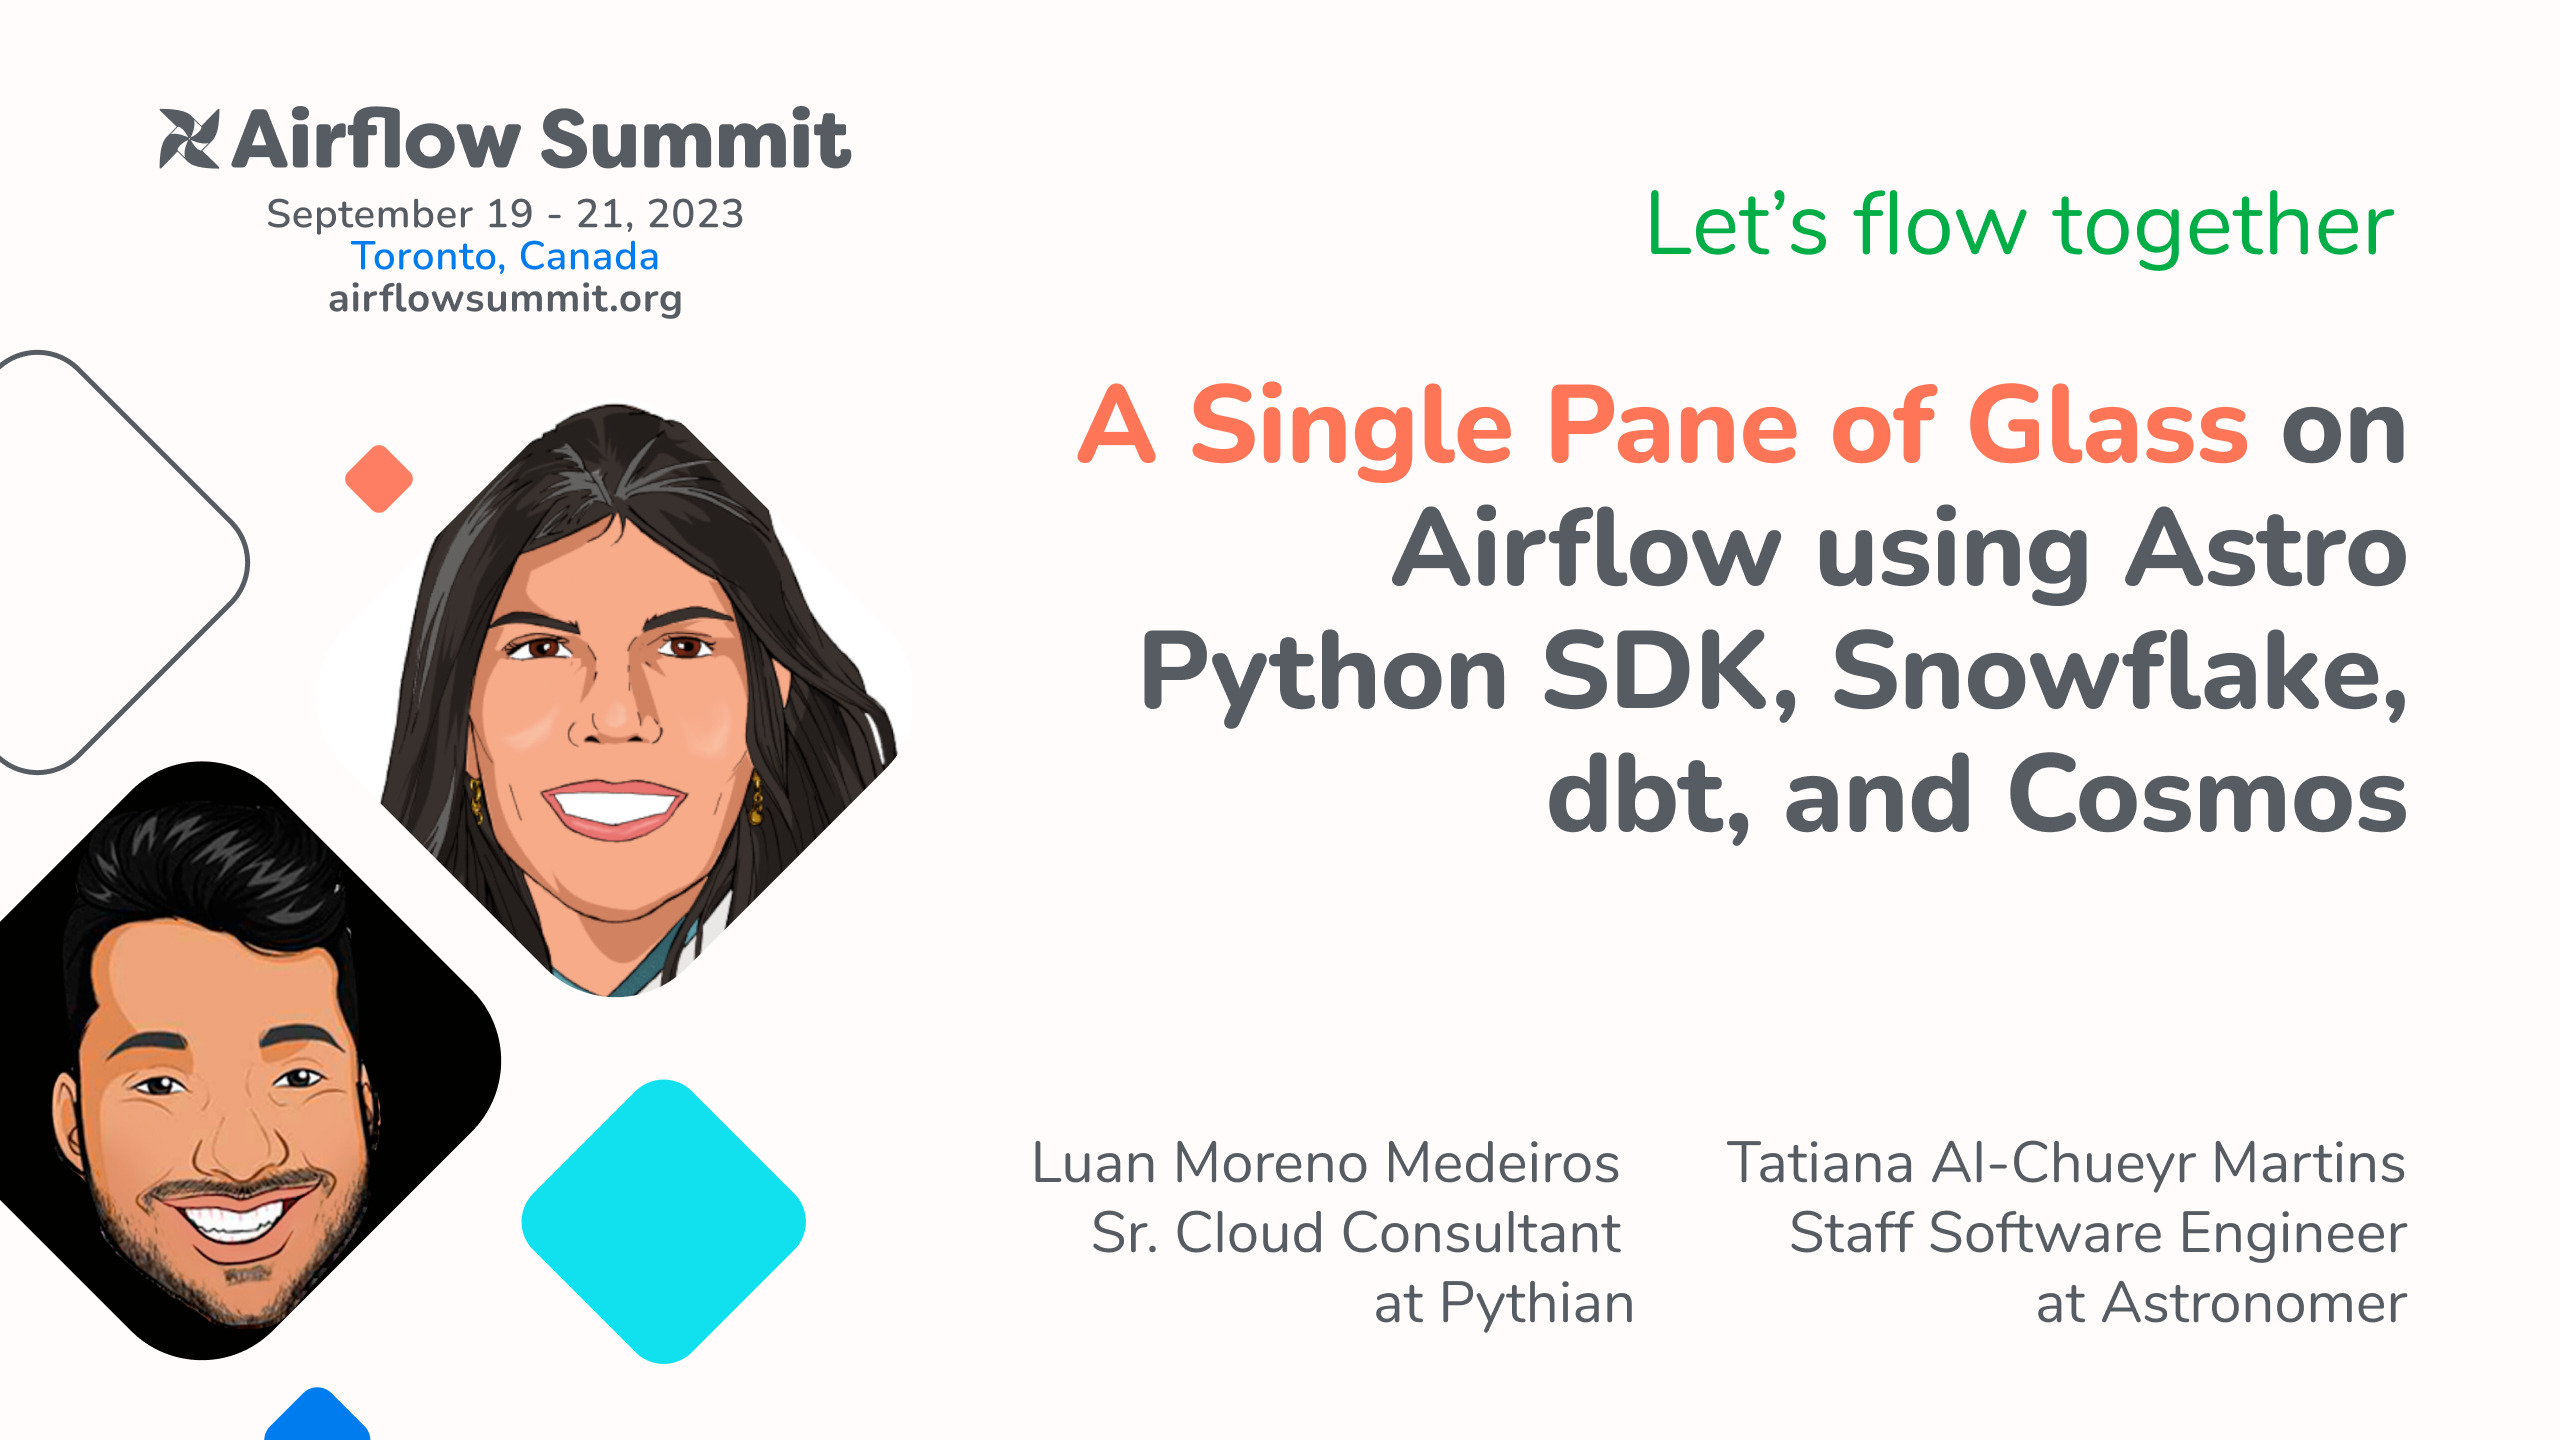 Airflow Summit
September 19 - 21, 2023
Toronto, Canada
airflowsummit.org
Let’s flow together
A Single Pane of Glass on
Airflow using Astro
Python SDK, Snowflake,
dbt, and Cosmos
Luan Moreno Medeiros
Sr. Cloud Consultant
at Pythian
Tatiana Al-Chueyr Martins
Staff Software Engineer
at Astronomer